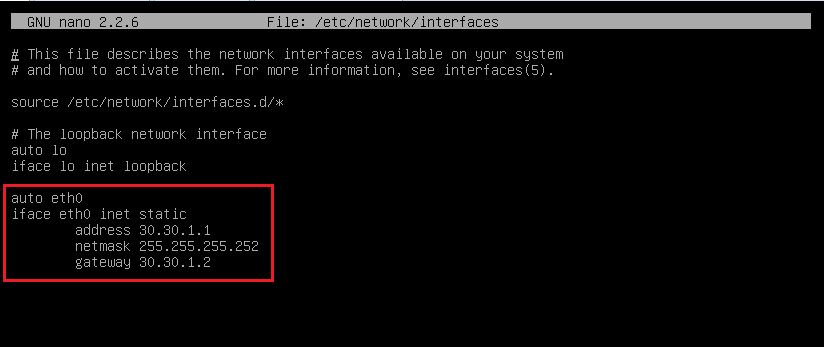 GNU nano 2.2.6 File: /etc/network/interfaces
# This file describes the network interfaces available on your system
# and how to activate them. For more information, see interfaces(5).
source /etc/network/interfaces.d/*
# The loopback network interface
auto lo
iface lo inet loopback
auto eth0
iface eth0 inet static
address 30.30.1.1
netmask 255.255.255.252
gateway 30.30.1.2